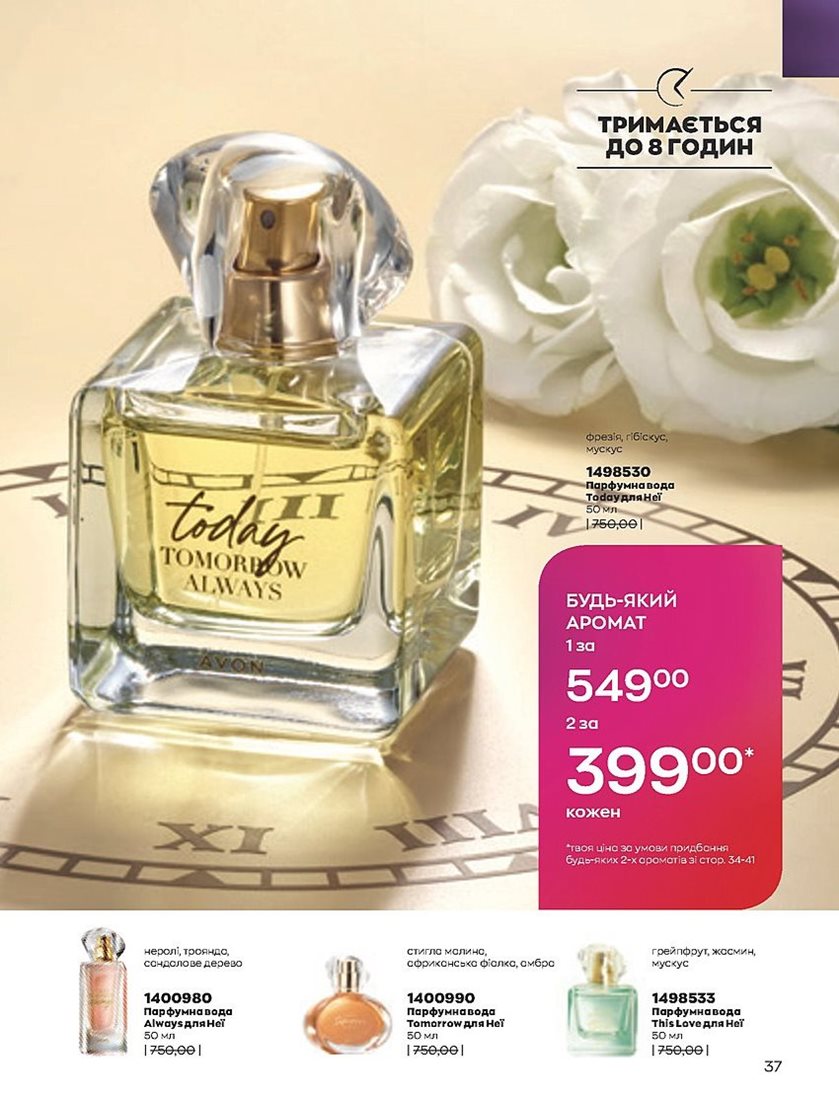 ТРИМАЄТЬСЯ
ДО 8 ГОДИН
фрезія, гібіскус,
мускус
1498530
Парфумна вода
Today для Неї
50 мл
| 750,00 |
today
TOMORROW
ALWAYS
AVON
БУДЬ-ЯКИЙ
АРОМАТ
1 за
549⁰⁰
2 за
399⁰⁰*
кожен
*твоя ціна за умови придбання
будь-яких 2-х ароматів зі стор. 34-41
XI
VIII
неролі, троянда,
сандалове дерево
1400980
Парфумна вода
Always для Неї
50 мл
| 750,00 |
стигла малина,
африканська фіалка, амбра
1400990
Парфумна вода
Tomorrow для Неї
50 мл
| 750,00 |
грейпфрут, жасмин,
мускус
1498533
Парфумна вода
This Love для Неї
50 мл
| 750,00 |
37